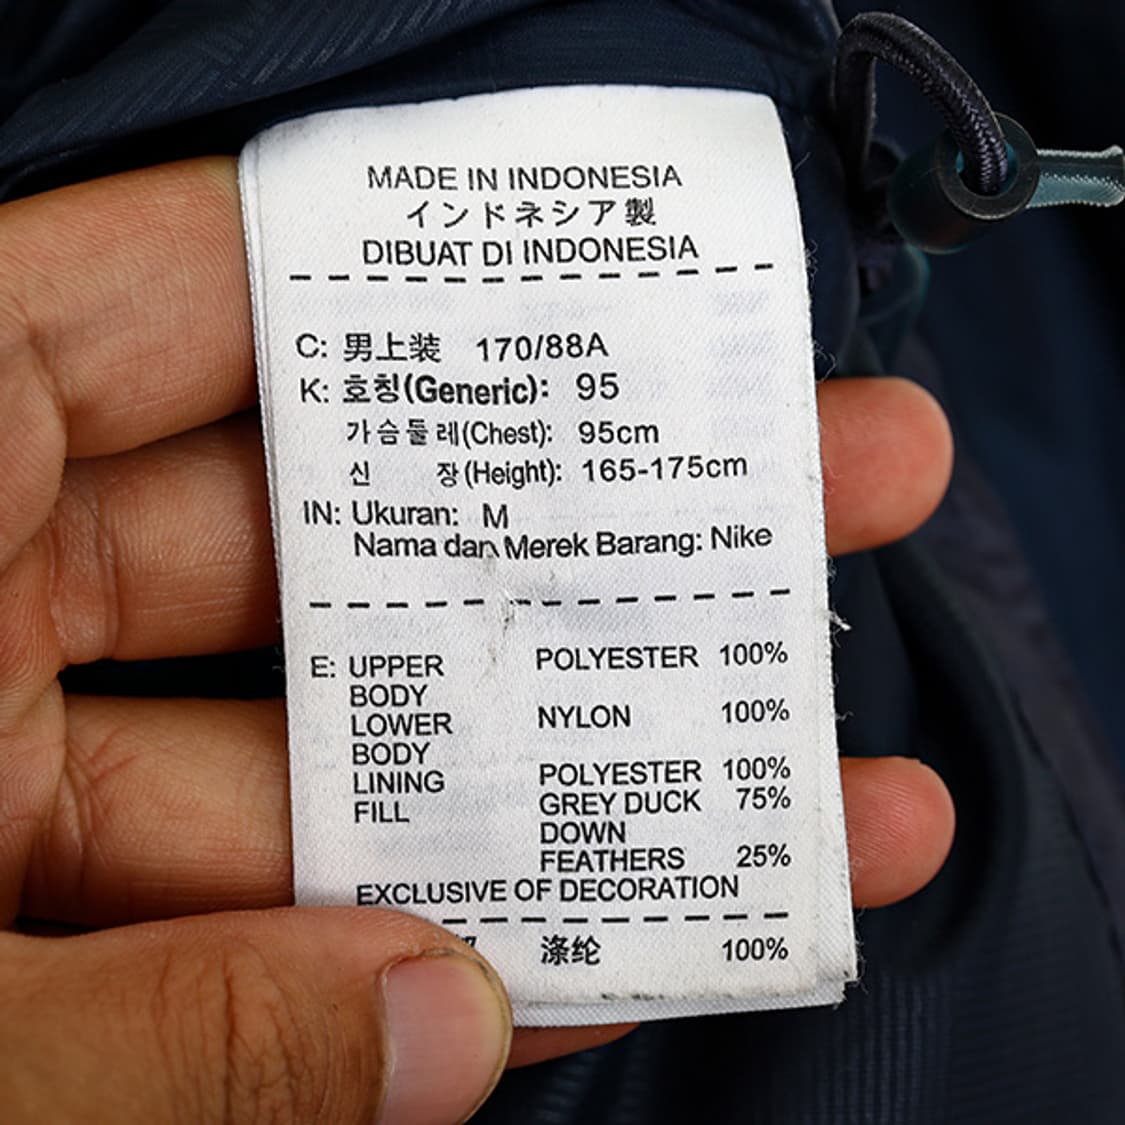 MADE IN INDONESIA
インドネシア製
DIBUAT DI INDONESIA
C: 男上装 170/88A
K: 호칭(Generic): 95
가슴둘레(Chest): 95cm
신 장(Height): 165-175cm
IN: Ukuran: M
Nama dan Merek Barang: Nike
E: UPPER POLYESTER 100%
BODY
LOWER NYLON 100%
BODY
LINING POLYESTER 100%
FILL GREY DUCK 75%
DOWN
FEATHERS 25%
EXCLUSIVE OF DECORATION
涤纶 100%